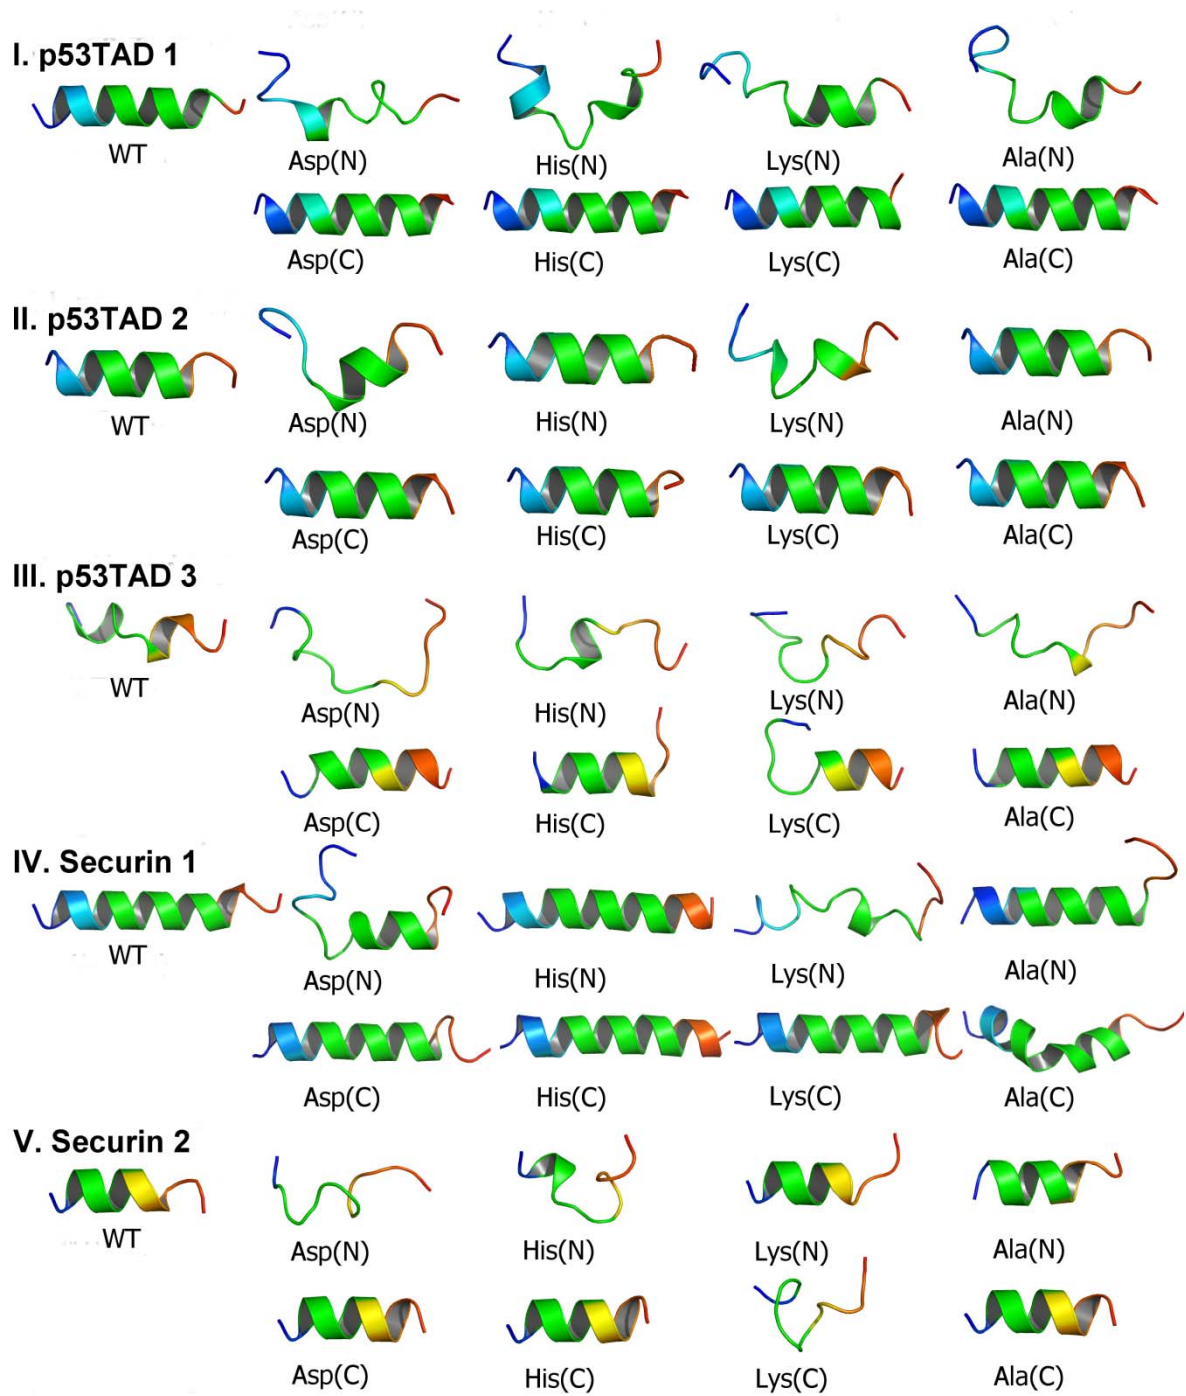 I. p53TAD 1
WT
Asp(N)
His(N)
Lys(N)
Ala(N)
Asp(C)
His(C)
Lys(C)
Ala(C)
II. p53TAD 2
WT
Asp(N)
His(N)
Lys(N)
Ala(N)
Asp(C)
His(C)
Lys(C)
Ala(C)
III. p53TAD 3
WT
Asp(N)
His(N)
Lys(N)
Ala(N)
Asp(C)
His(C)
Lys(C)
Ala(C)
IV. Securin 1
WT
Asp(N)
His(N)
Lys(N)
Ala(N)
Asp(C)
His(C)
Lys(C)
Ala(C)
V. Securin 2
WT
Asp(N)
His(N)
Lys(N)
Ala(N)
Asp(C)
His(C)
Lys(C)
Ala(C)